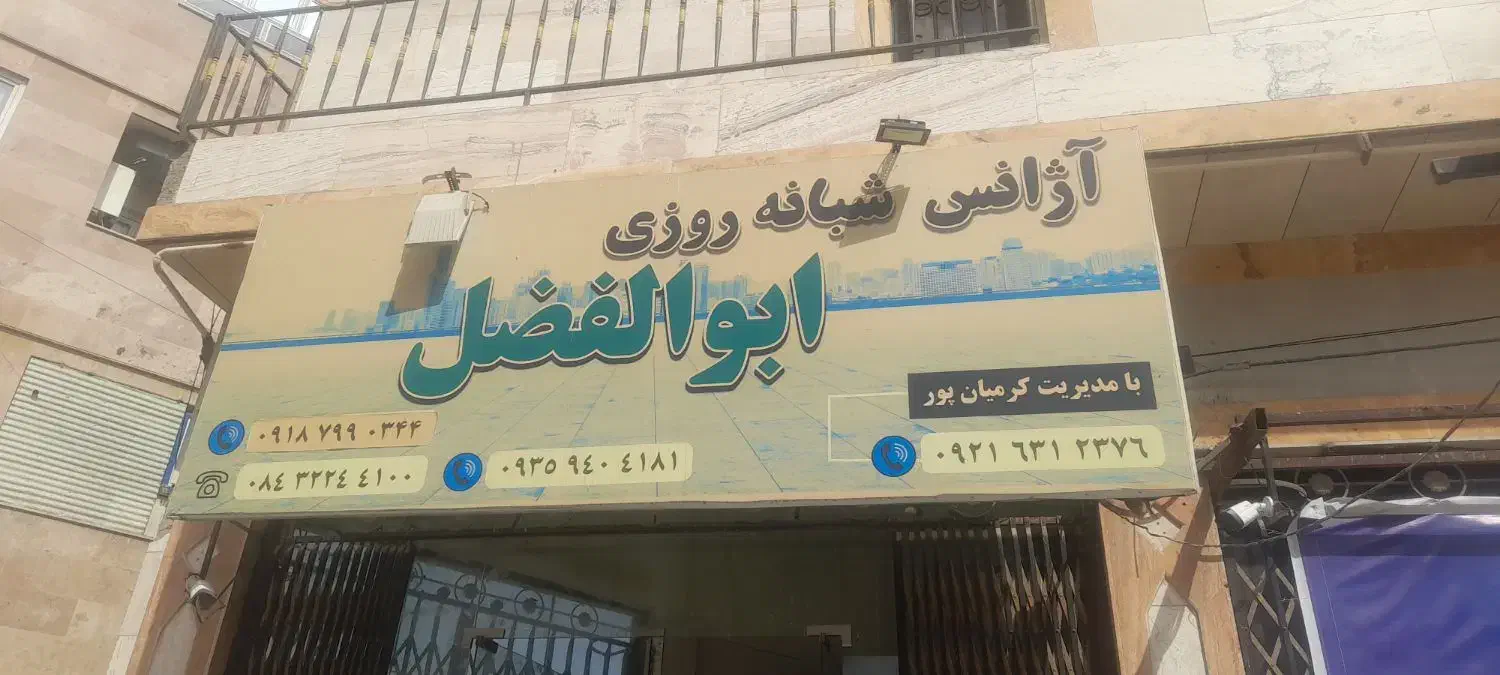 آژانس شبانه روزی
ابوالفضل
با مدیریت کرمیان پور
۰۹۱۸ ۷۹۹ ۰۳۴۴
۰۹۲۱ ۶۳۱ ۲۳۷۶
۰۹۳۵ ۹۴۰ ۴۱۸۱
۰۸۴ ۳۲۲۴ ۴۱۰۰